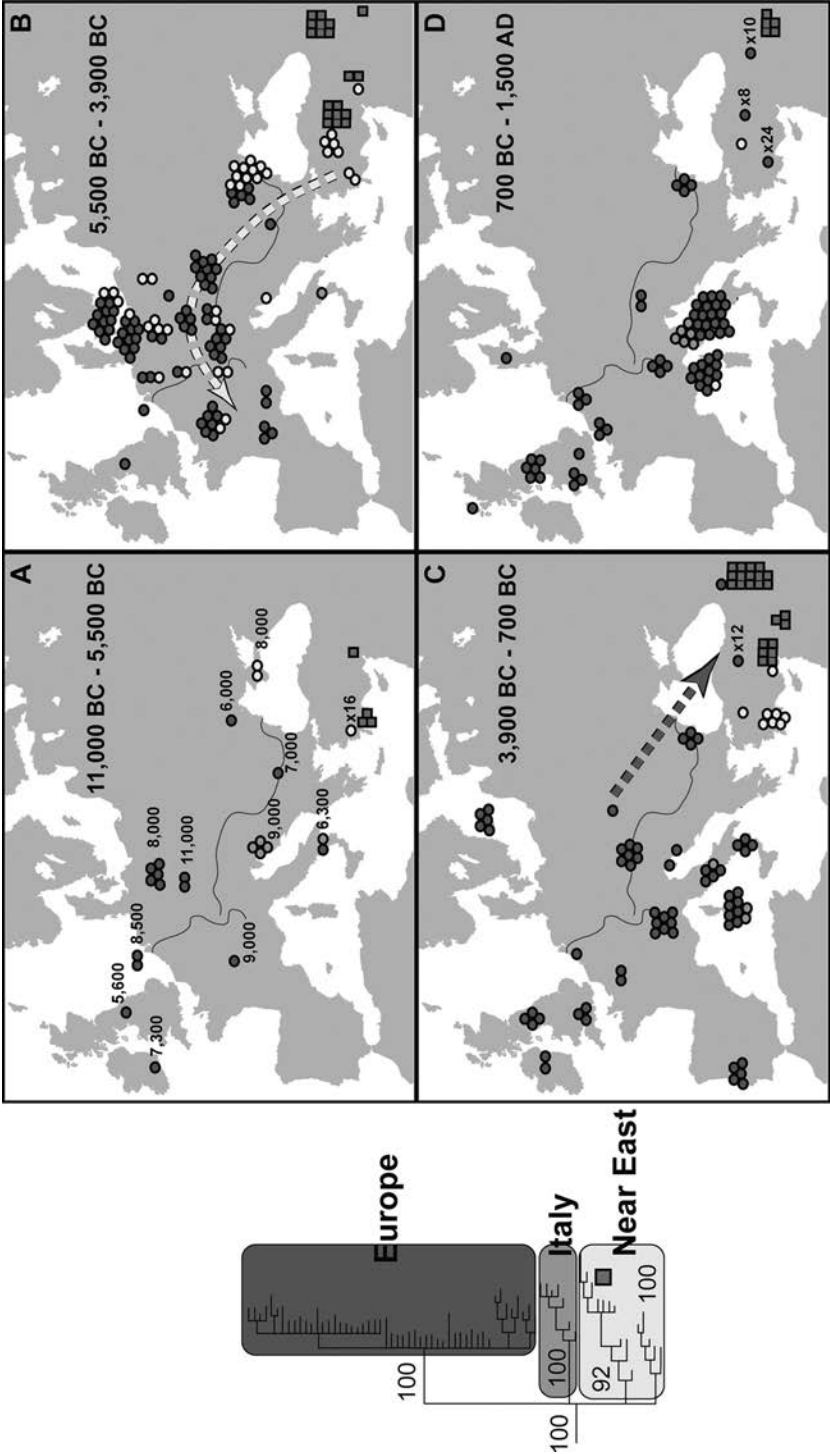 100
100
Europe
100
Italy
92
100
Near East
A
11,000 BC - 5,500 BC
7,300
5,600
8,500
9,000
8,000
11,000
9,000
6,300
7,000
6,000
8,000
x16
B
5,500 BC - 3,900 BC
C
3,900 BC - 700 BC
x12
D
700 BC - 1,500 AD
x24
x8
x10